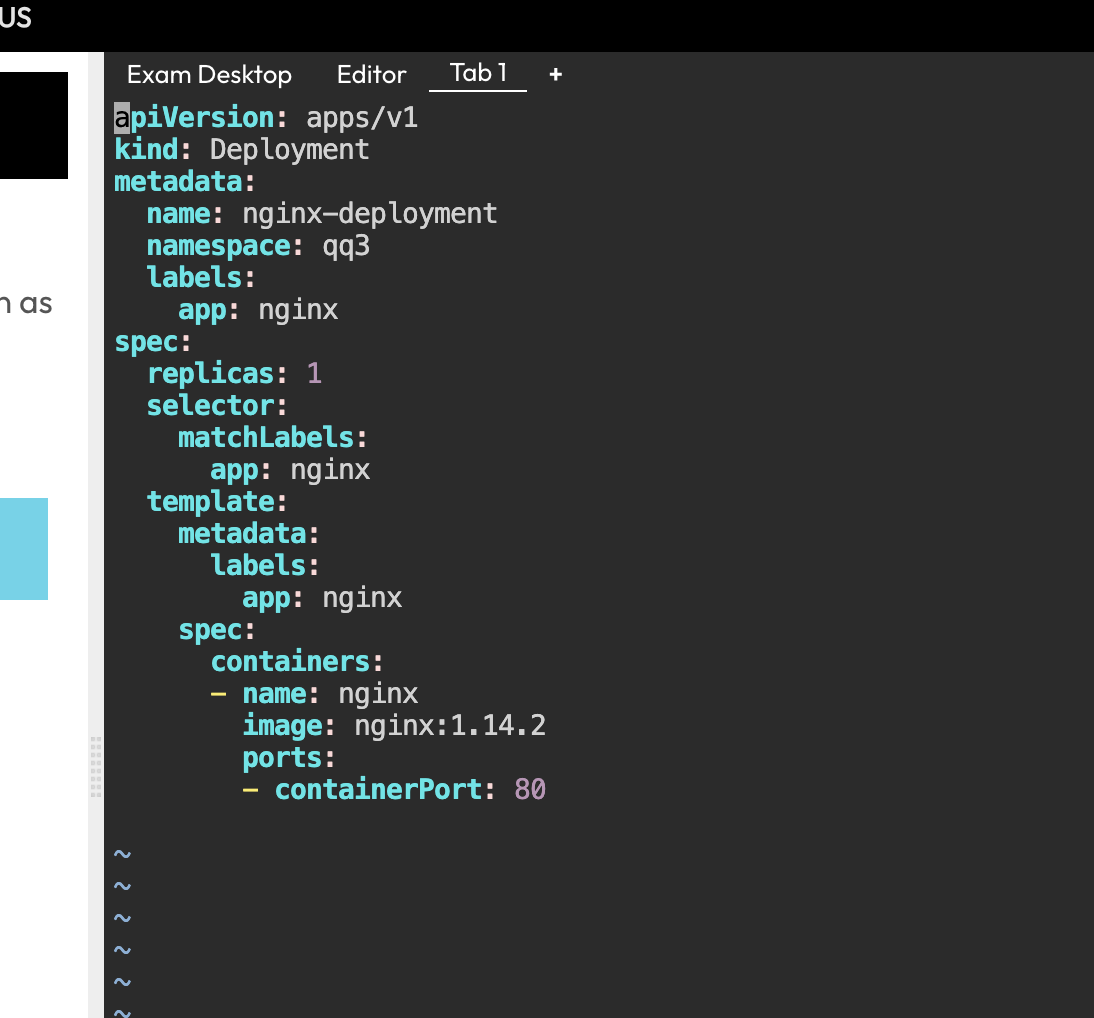 US
Exam Desktop Editor Tab 1 +
apiVersion: apps/v1
kind: Deployment
metadata:
  name: nginx-deployment
  namespace: qq3
  labels:
    app: nginx
as
spec:
  replicas: 1
  selector:
    matchLabels:
      app: nginx
  template:
    metadata:
      labels:
        app: nginx
    spec:
      containers:
      - name: nginx
        image: nginx:1.14.2
        ports:
        - containerPort: 80
~
~
~
~
~
~